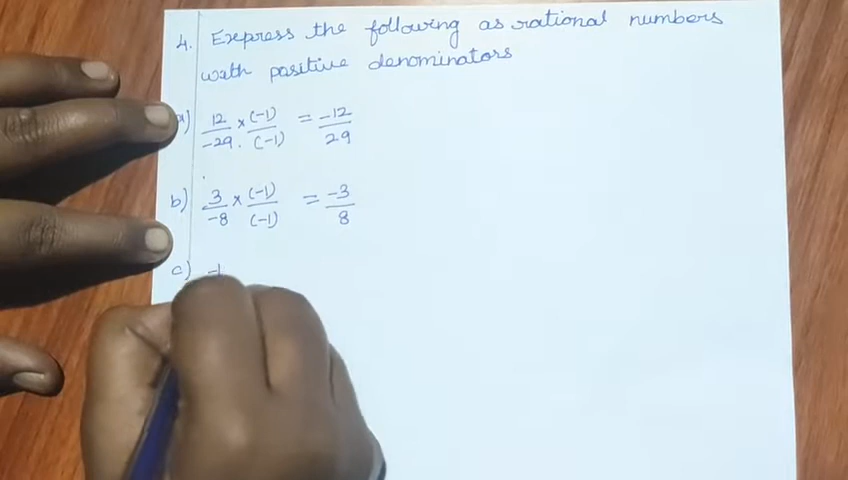 4. Express the following as rational numbers
with positive denominators
a) 12/-29 × (-1)/(-1) = -12/29
b) 3/-8 × (-1)/(-1) = -3/8
c) -1